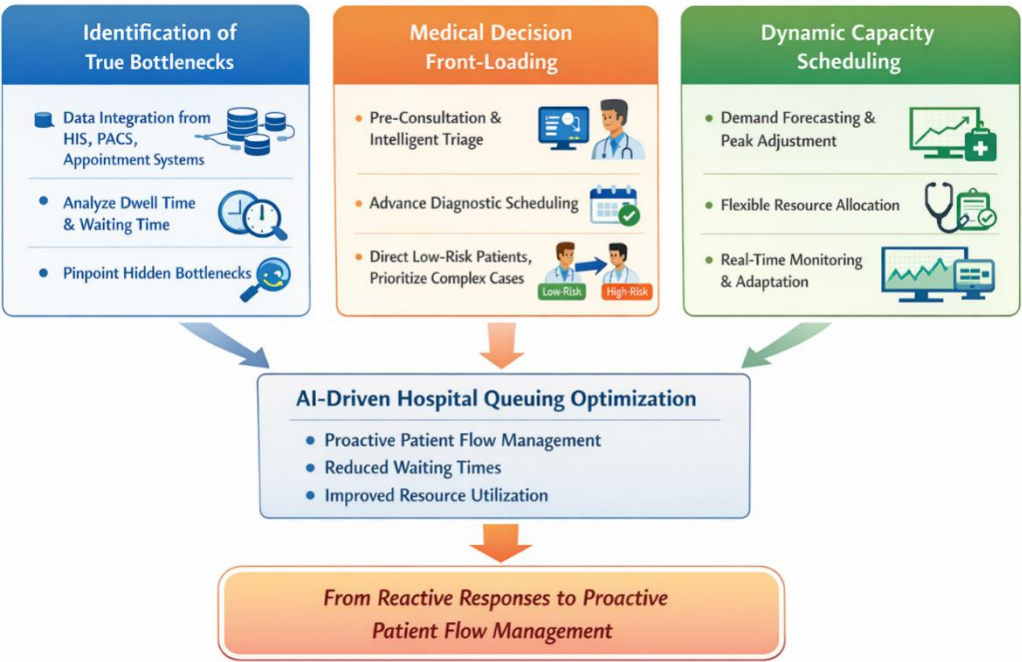 Identification of
True Bottlenecks
Data Integration from
HIS, PACS,
Appointment Systems
Analyze Dwell Time
& Waiting Time
Pinpoint Hidden Bottlenecks
Medical Decision
Front-Loading
Pre-Consultation &
Intelligent Triage
Advance Diagnostic Scheduling
Direct Low-Risk Patients,
Prioritize Complex Cases
Low-Risk
High-Risk
Dynamic Capacity
Scheduling
Demand Forecasting &
Peak Adjustment
Flexible Resource Allocation
Real-Time Monitoring
& Adaptation
AI-Driven Hospital Queuing Optimization
Proactive Patient Flow Management
Reduced Waiting Times
Improved Resource Utilization
From Reactive Responses to Proactive
Patient Flow Management